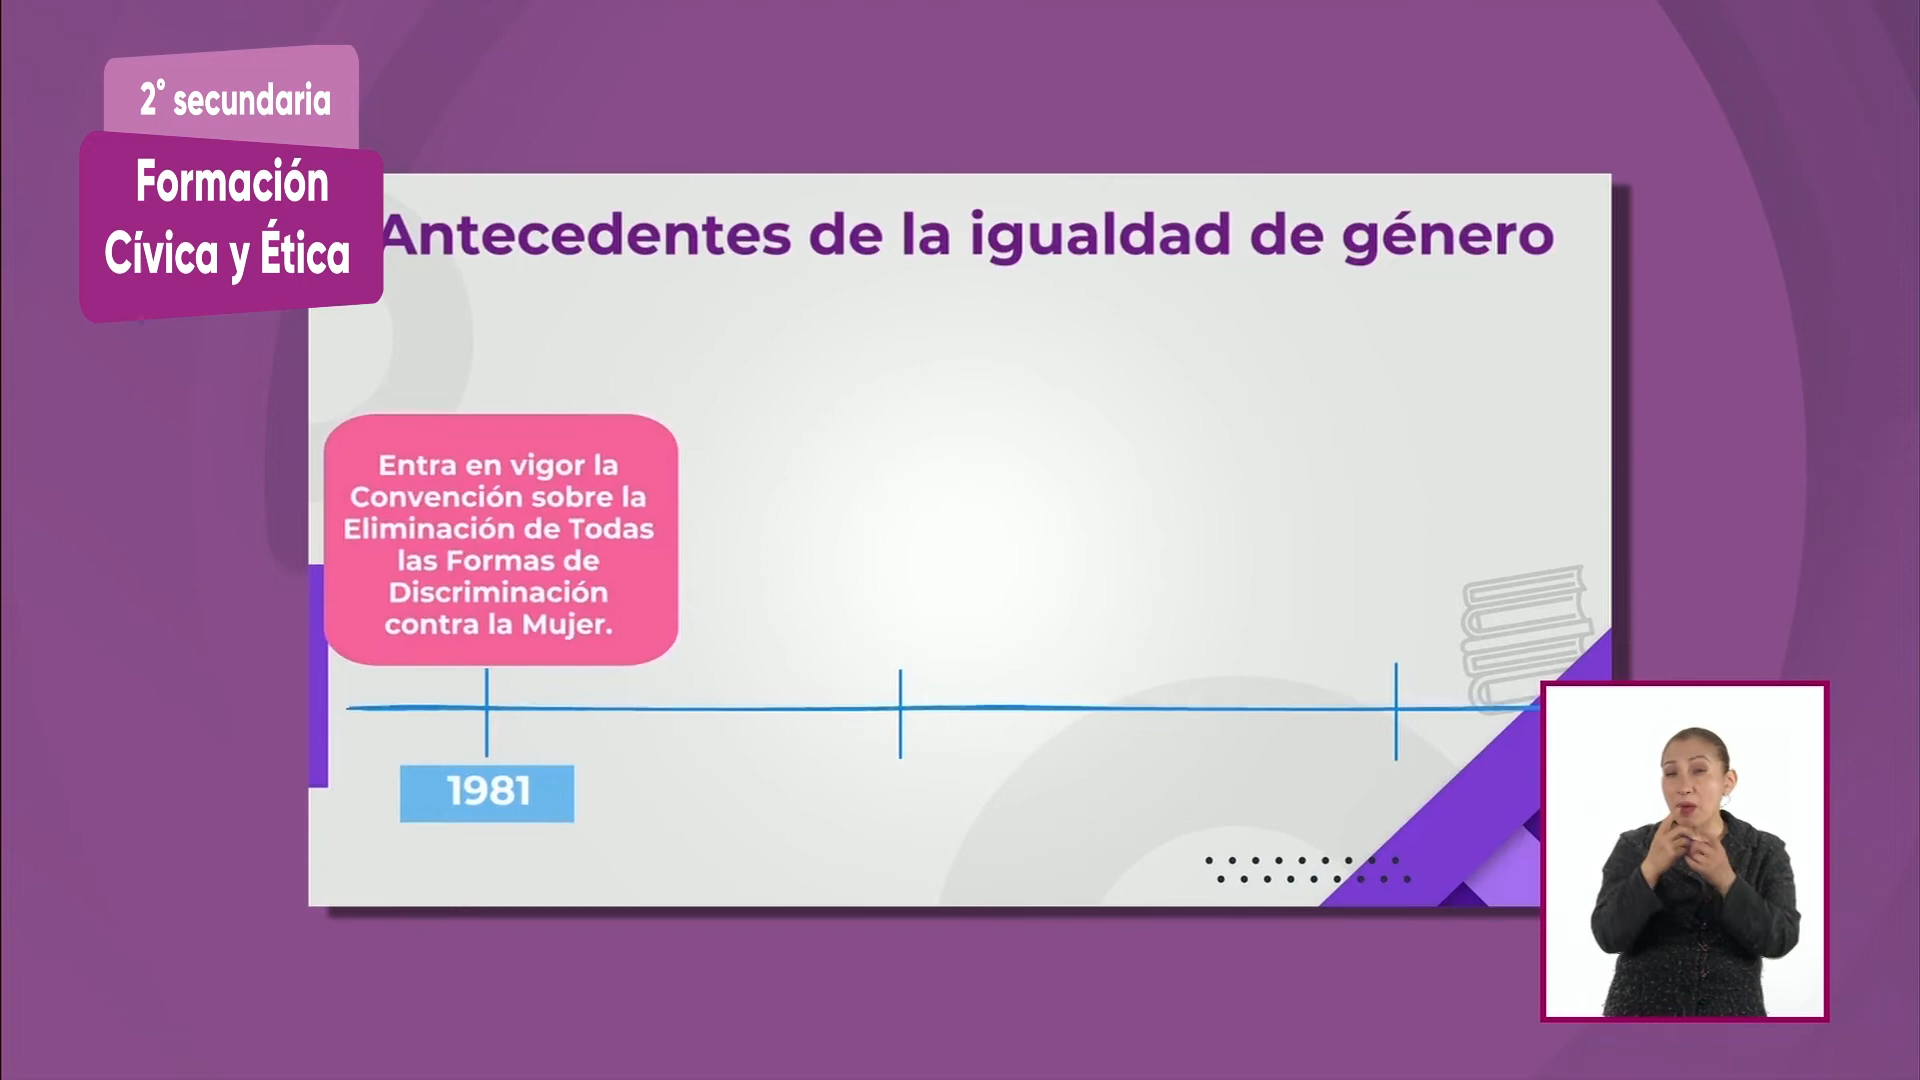 2° secundaria
Formación
Cívica y Ética
Antecedentes de la igualdad de género
Entra en vigor la
Convención sobre la
Eliminación de Todas
las Formas de
Discriminación
contra la Mujer.
1981